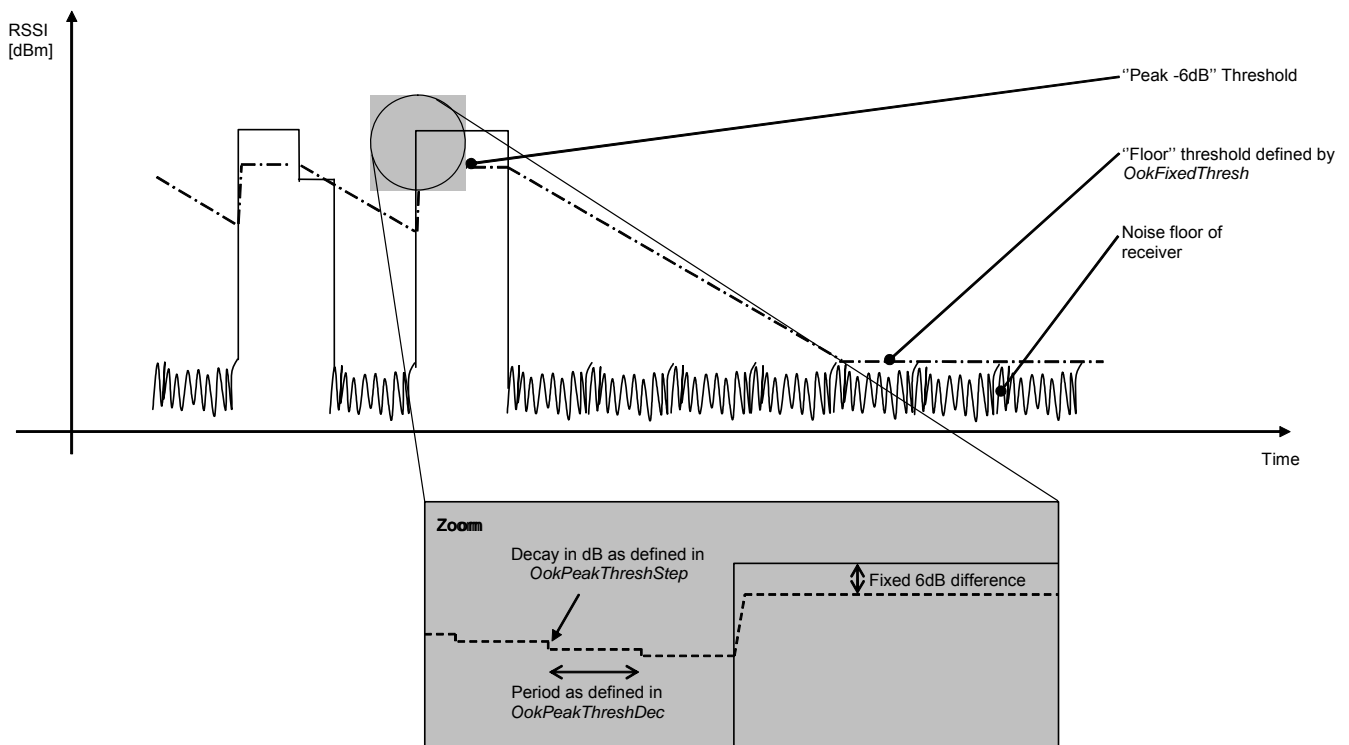 RSSI
[dBm]
‘’Peak -6dB’’ Threshold
‘’Floor’’ threshold defined by
OokFixedThresh
Noise floor of
receiver
Time
Zoom
Decay in dB as defined in
OokPeakThreshStep
Fixed 6dB difference
Period as defined in
OokPeakThreshDec